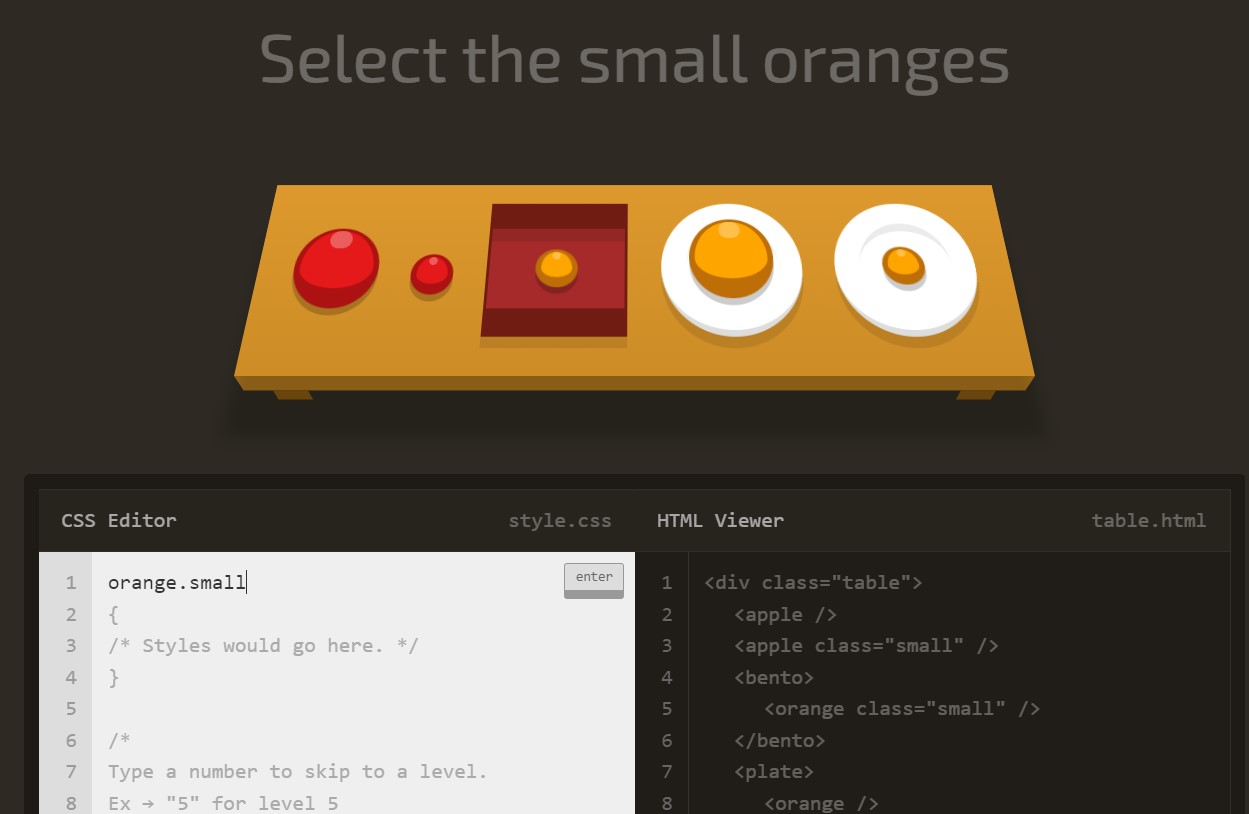 Select the small oranges
CSS Editor style.css
HTML Viewer table.html
1 orange.small enter
2 {
3 /* Styles would go here. */
4 }
5
6 /*
7 Type a number to skip to a level.
8 Ex → "5" for level 5
1 <div class="table">
2 <apple />
3 <apple class="small" />
4 <bento>
5 <orange class="small" />
6 </bento>
7 <plate>
8 <orange />